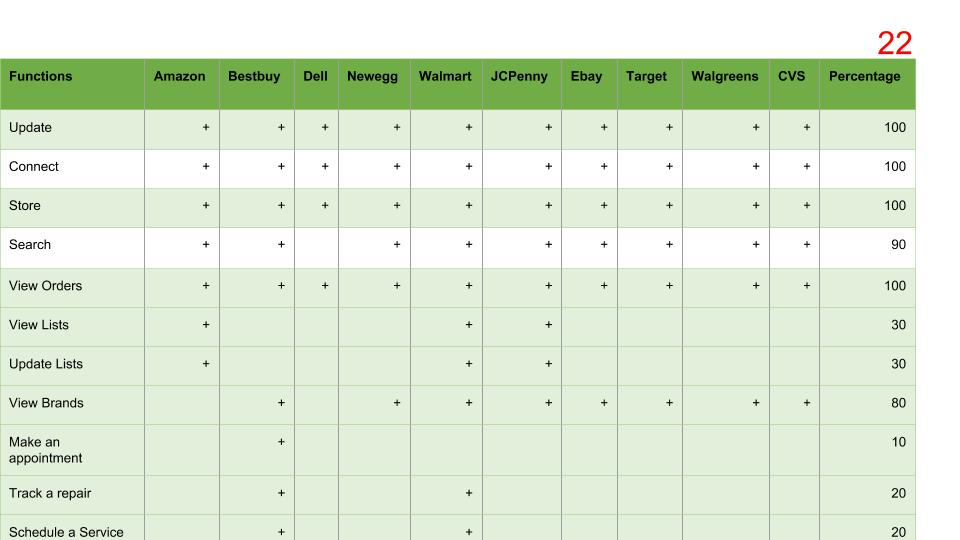 22
Functions Amazon Bestbuy Dell Newegg Walmart JCPenny Ebay Target Walgreens CVS Percentage
Update + + + + + + + + + + 100
Connect + + + + + + + + + + 100
Store + + + + + + + + + + 100
Search + + + + + + + + + 90
View Orders + + + + + + + + + + 100
View Lists + + + 30
Update Lists + + + 30
View Brands + + + + + + + + 80
Make an
appointment + 10
Track a repair + + 20
Schedule a Service + + 20